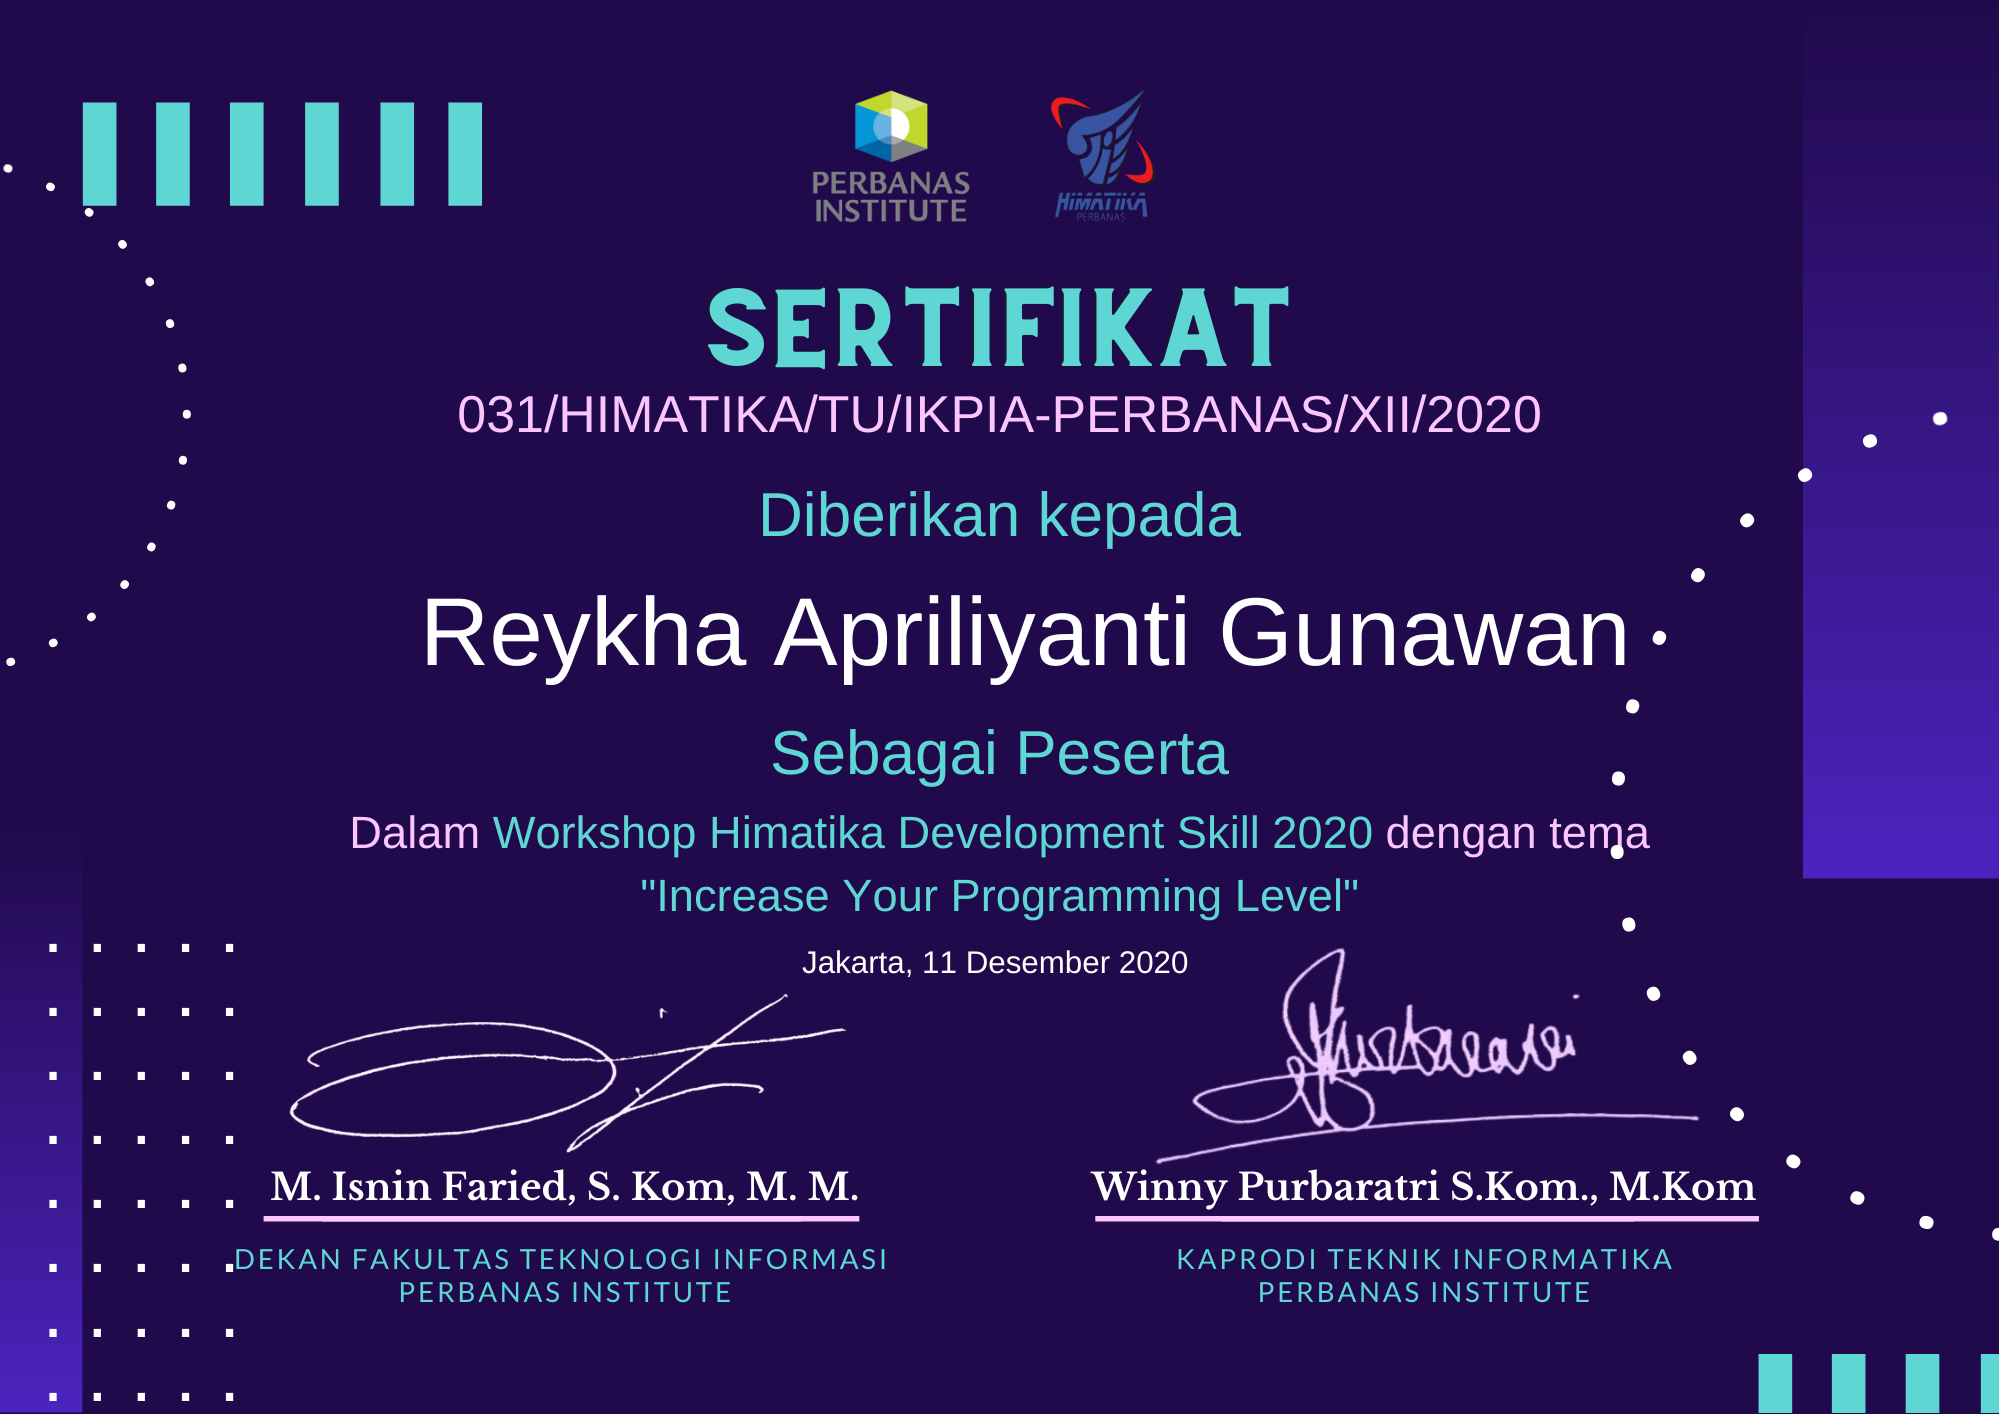 PERBANAS
INSTITUTE
HIMATIKA
PERBANAS
SERTIFIKAT
031/HIMATIKA/TU/IKPIA-PERBANAS/XII/2020
Diberikan kepada
Reykha Apriliyanti Gunawan
Sebagai Peserta
Dalam Workshop Himatika Development Skill 2020 dengan tema
"Increase Your Programming Level"
Jakarta, 11 Desember 2020
M. Isnin Faried, S. Kom, M. M.
DEKAN FAKULTAS TEKNOLOGI INFORMASI
PERBANAS INSTITUTE
Winny Purbaratri S.Kom., M.Kom
KAPRODI TEKNIK INFORMATIKA
PERBANAS INSTITUTE